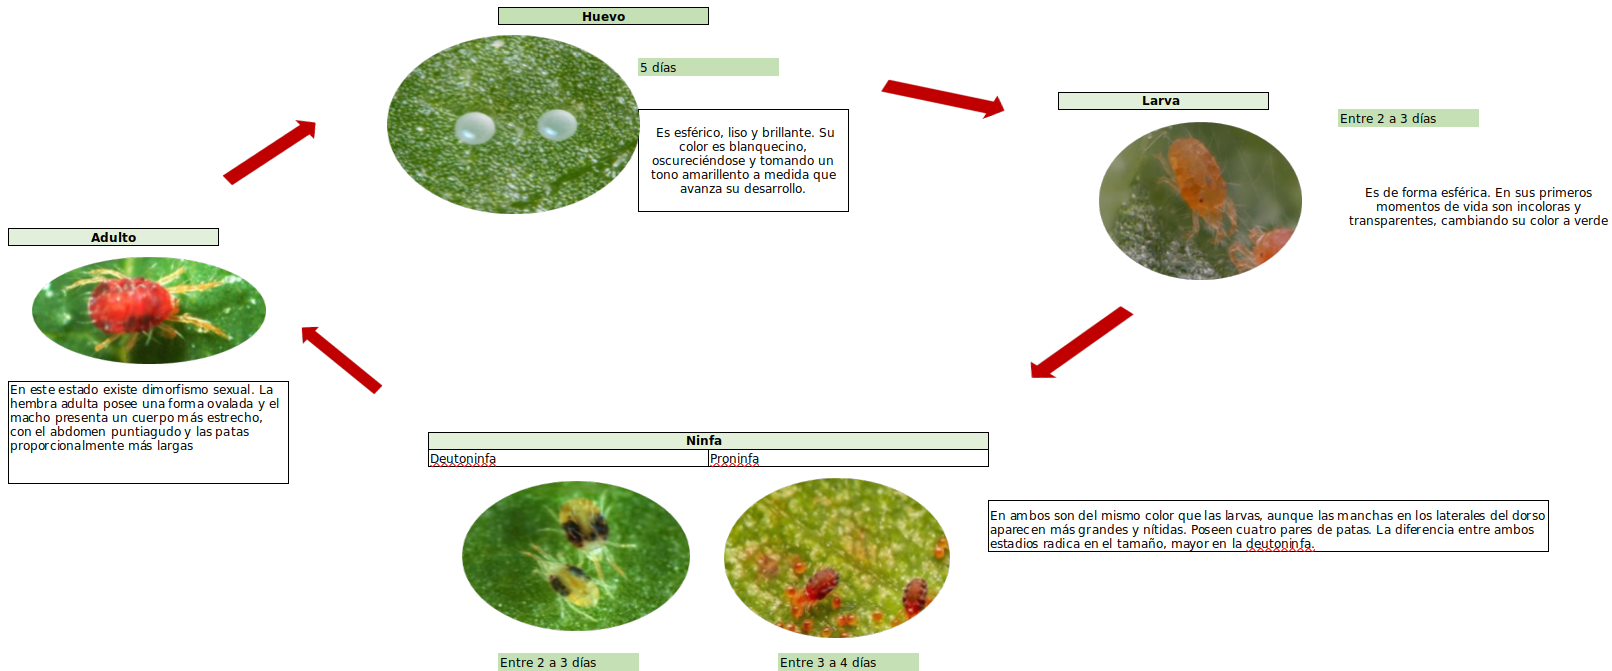 Huevo
5 días
Es esférico, liso y brillante. Su
color es blanquecino,
oscureciéndose y tomando un
tono amarillento a medida que
avanza su desarrollo.
Larva
Entre 2 a 3 días
Es de forma esférica. En sus primeros
momentos de vida son incoloras y
transparentes, cambiando su color a verde
Adulto
En este estado existe dimorfismo sexual. La
hembra adulta posee una forma ovalada y el
macho presenta un cuerpo más estrecho,
con el abdomen puntiagudo y las patas
proporcionalmente más largas
Ninfa
Deutoninfa
Proninfa
En ambos son del mismo color que las larvas, aunque las manchas en los laterales del dorso
aparecen más grandes y nítidas. Poseen cuatro pares de patas. La diferencia entre ambos
estadios radica en el tamaño, mayor en la deutoninfa.
Entre 2 a 3 días
Entre 3 a 4 días